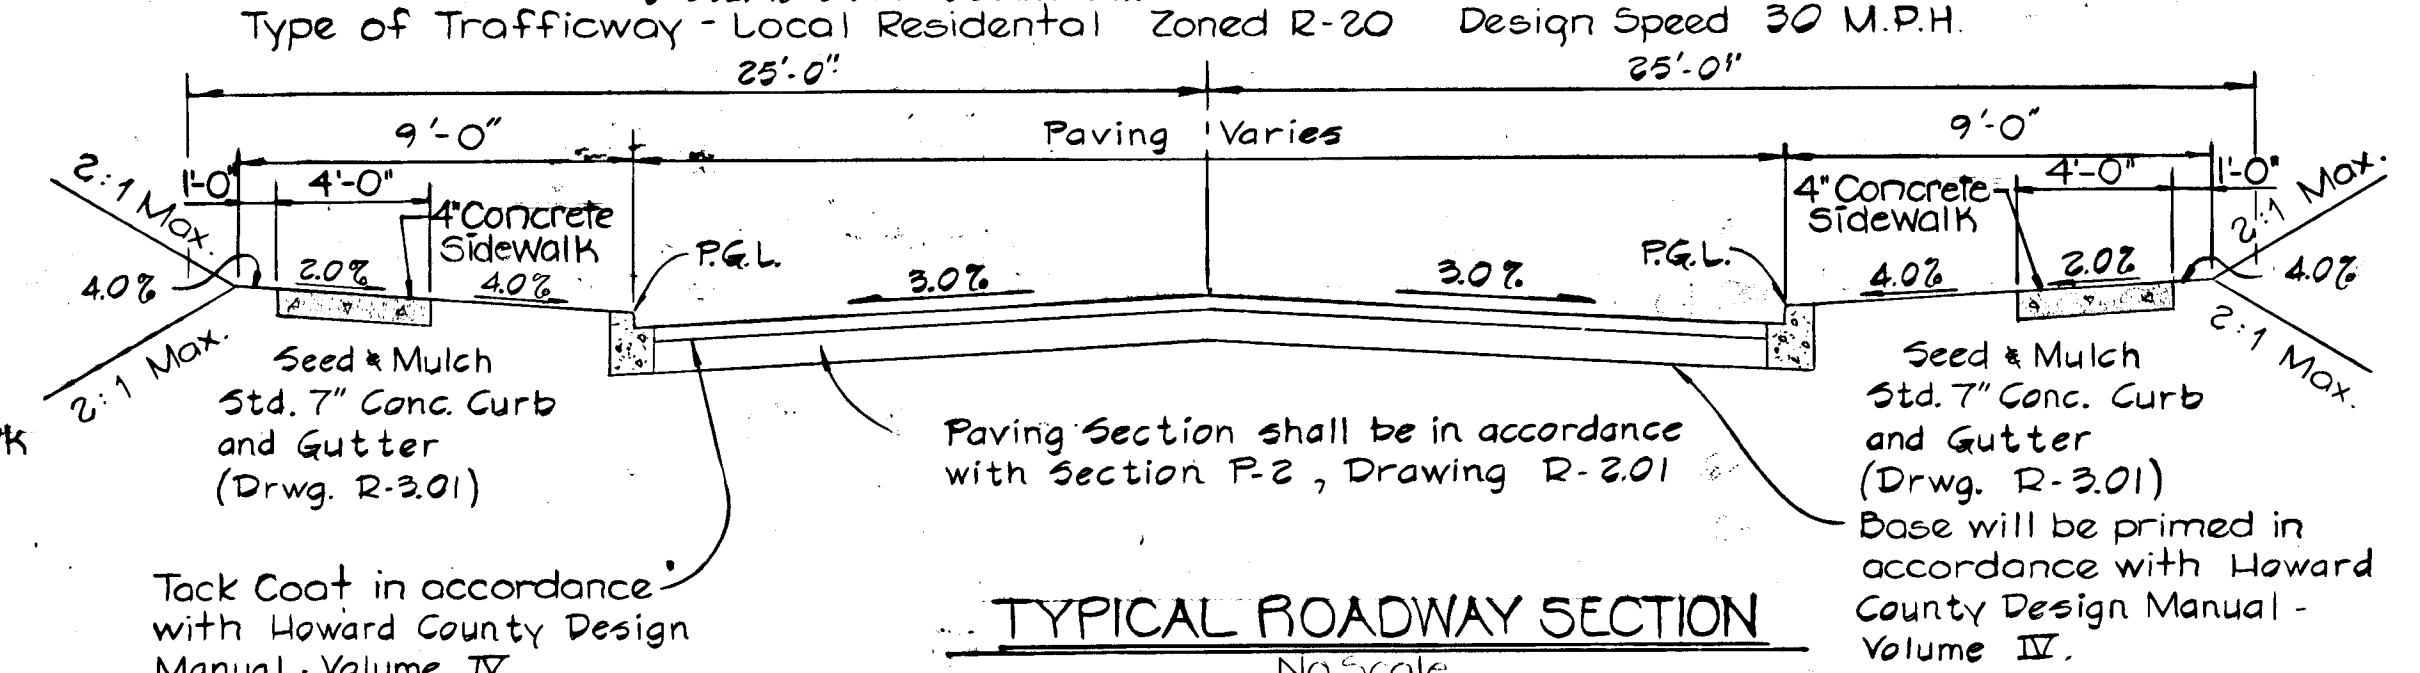 Type of Trafficway - Local Residental Zoned R-20 Design Speed 30 M.P.H.
25'-0" 25'-0"
9'-0" Paving Varies 9'-0"
2:1 Max. 1'-0" 4'-0" 4'-0" 1'-0" 2:1 Max.
4" Concrete
Sidewalk
4" Concrete
Sidewalk
P.G.L. P.G.L.
4.0% 2.0% 4.0% 3.0% 3.0% 4.0% 2.0% 4.0%
2:1 Max. 2:1 Max.
Seed & Mulch
Std. 7" Conc. Curb
and Gutter
(Drwg. R-3.01)
Paving Section shall be in accordance
with Section P-2, Drawing R-2.01
Seed & Mulch
Std. 7" Conc. Curb
and Gutter
(Drwg. R-3.01)
Base will be primed in
accordance with Howard
County Design Manual -
Volume IV.
Tack Coat in accordance
with Howard County Design
Manual - Volume IV
TYPICAL ROADWAY SECTION
No Scale